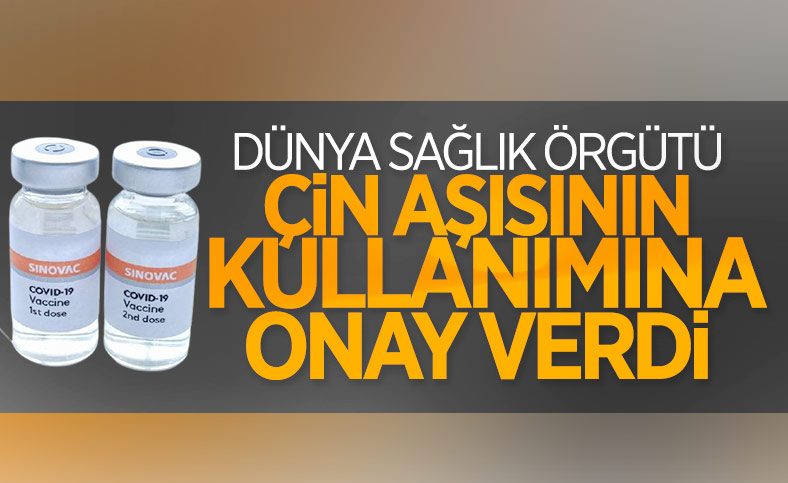 DÜNYA SAĞLIK ÖRGÜTÜ
ÇİN AŞISININ
KULLANIMINA
ONAY VERDİ
SINOVAC
COVID-19
Vaccine
1st dose
SINOVAC
COVID-19
Vaccine
2nd dose